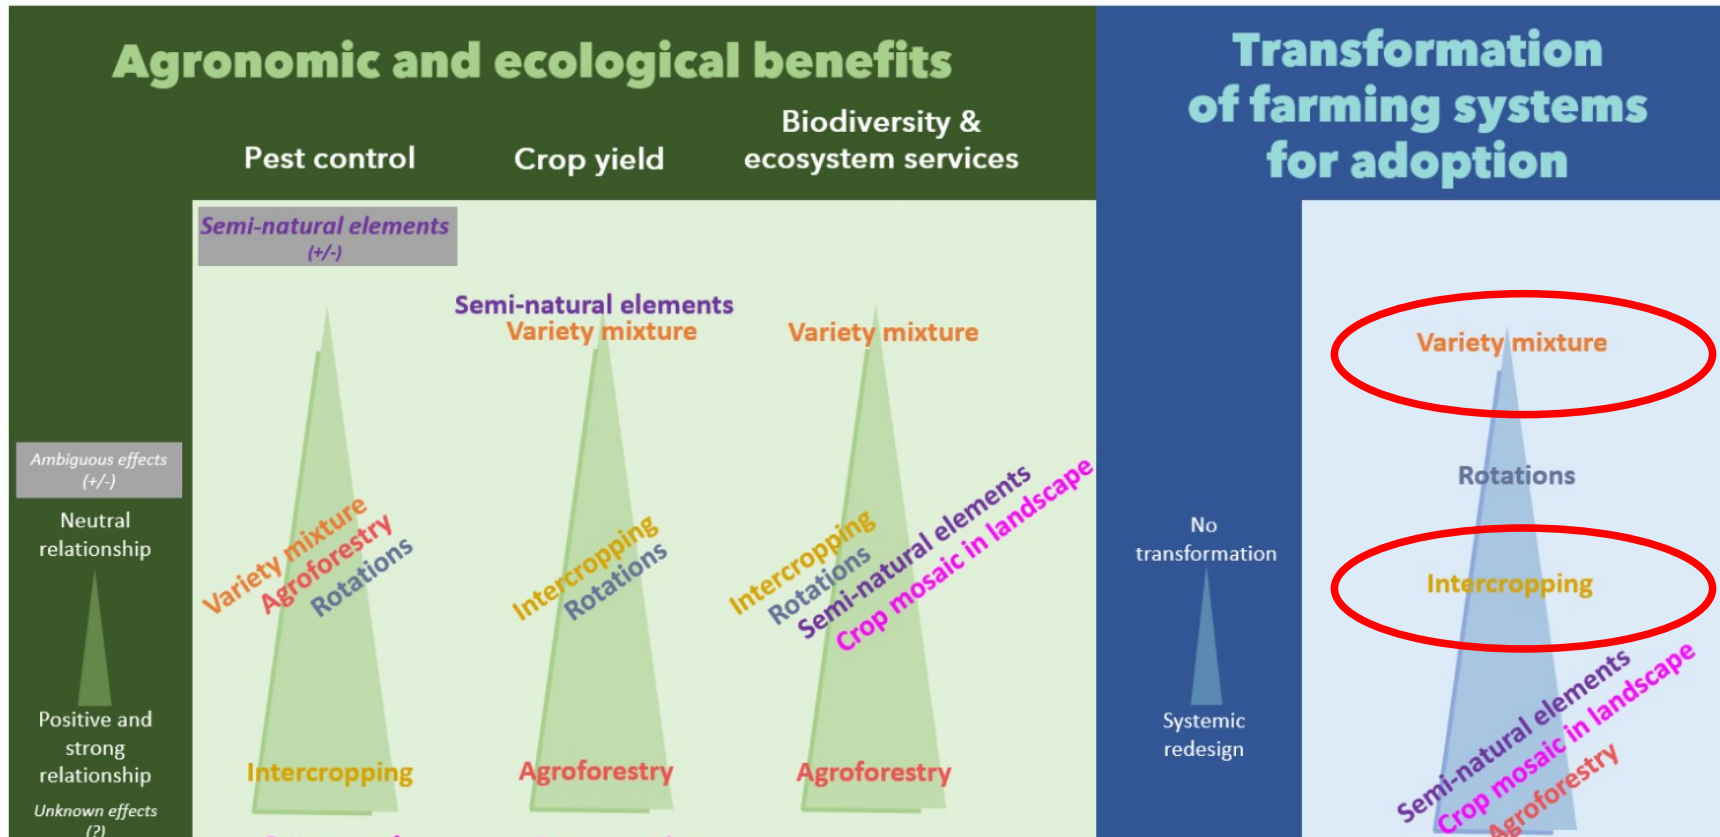 Agronomic and ecological benefits
Pest control
Crop yield
Biodiversity &
ecosystem services
Transformation
of farming systems
for adoption
Ambiguous effects
(+/-)
Neutral
relationship
Positive and
strong
relationship
Unknown effects
(?)
Semi-natural elements
(+/-)
Variety mixture
Agroforestry
Rotations
Intercropping
Semi-natural elements
Variety mixture
Intercropping
Rotations
Agroforestry
Variety mixture
Intercropping
Rotations
Semi-natural elements
Crop mosaic in landscape
Agroforestry
No
transformation
Systemic
redesign
Variety mixture
Rotations
Intercropping
Semi-natural elements
Crop mosaic in landscape
Agroforestry